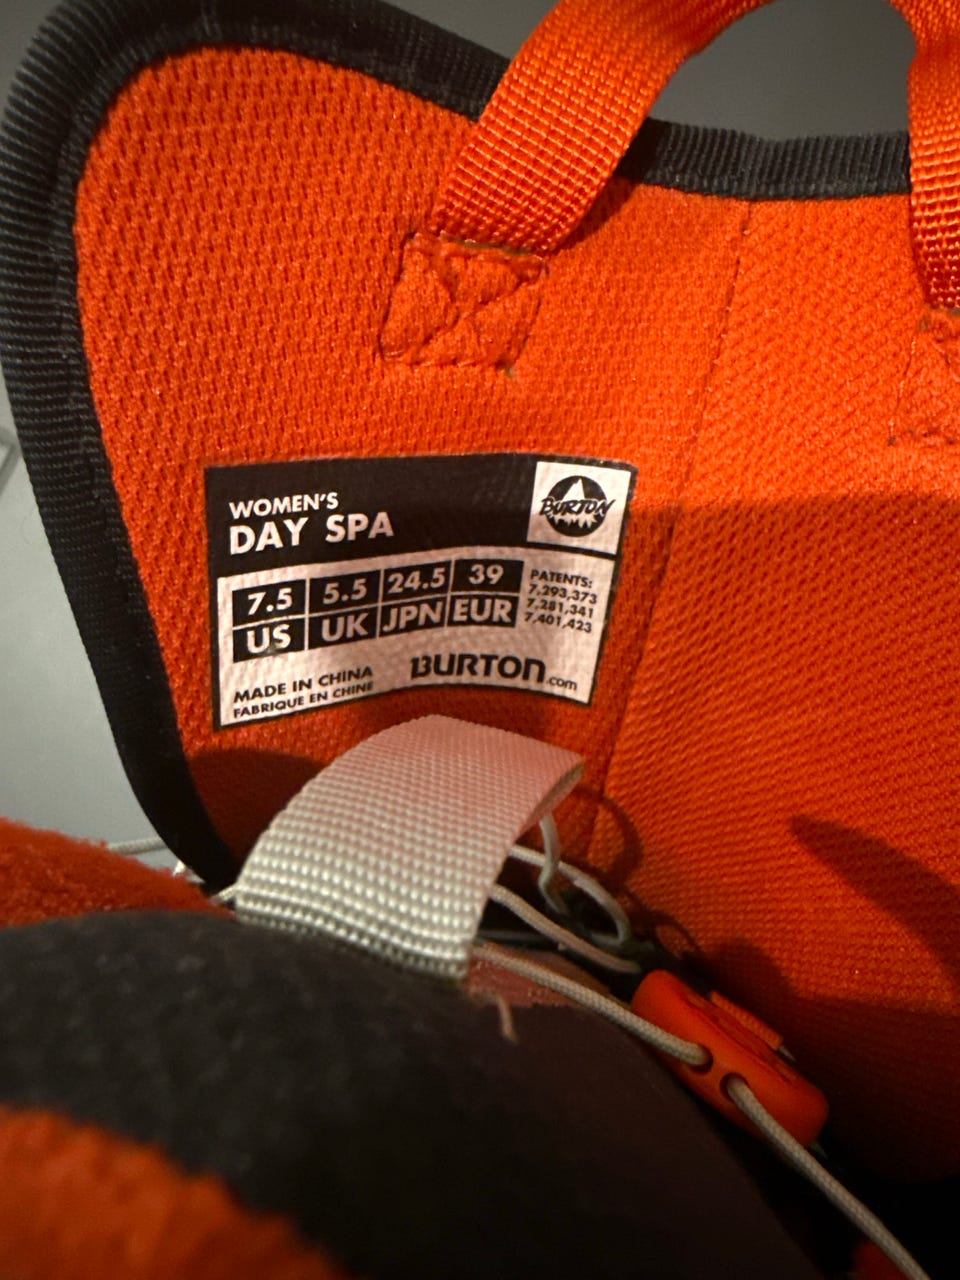 WOMEN'S
DAY SPA
BURTON
7.5 5.5 24.5 39
US UK JPN EUR
PATENTS:
7,293,373
7,281,341
7,401,423
MADE IN CHINA
FABRIQUE EN CHINE
BURTON.com